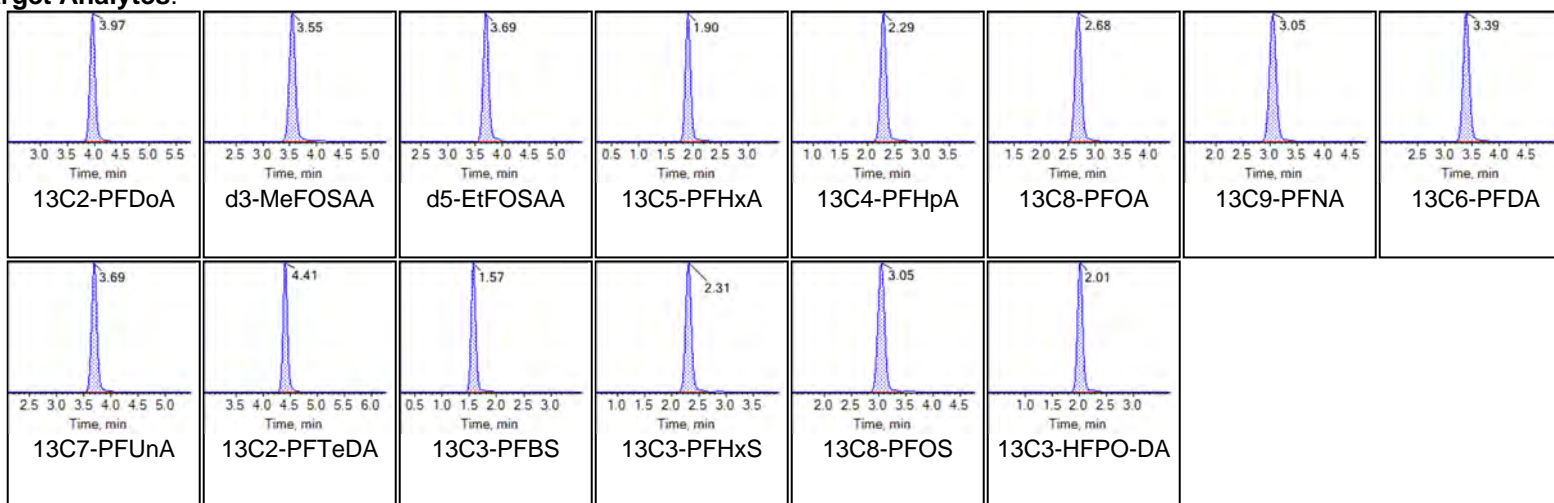 arget Analytes:
3.97
3.0 3.5 4.0 4.5 5.0 5.5
Time, min
13C2-PFDoA
3.55
2.5 3.0 3.5 4.0 4.5 5.0
Time, min
d3-MeFOSAA
3.69
2.5 3.0 3.5 4.0 4.5 5.0
Time, min
d5-EtFOSAA
1.90
0.5 1.0 1.5 2.0 2.5 3.0
Time, min
13C5-PFHxA
2.29
1.0 1.5 2.0 2.5 3.0 3.5
Time, min
13C4-PFHpA
2.68
1.5 2.0 2.5 3.0 3.5 4.0
Time, min
13C8-PFOA
3.05
2.0 2.5 3.0 3.5 4.0 4.5
Time, min
13C9-PFNA
3.39
2.5 3.0 3.5 4.0 4.5
Time, min
13C6-PFDA
3.69
2.5 3.0 3.5 4.0 4.5 5.0
Time, min
13C7-PFUnA
4.41
3.5 4.0 4.5 5.0 5.5 6.0
Time, min
13C2-PFTeDA
1.57
0.5 1.0 1.5 2.0 2.5 3.0
Time, min
13C3-PFBS
2.31
1.0 1.5 2.0 2.5 3.0 3.5
Time, min
13C3-PFHxS
3.05
2.0 2.5 3.0 3.5 4.0 4.5
Time, min
13C8-PFOS
2.01
1.0 1.5 2.0 2.5 3.0
Time, min
13C3-HFPO-DA